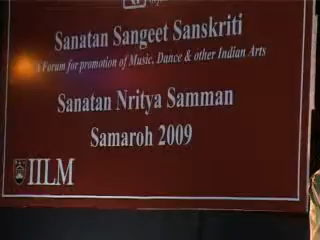 Sanatan Sangeet Sanskriti
A Forum for promotion of Music, Dance & other Indian Arts
Sanatan Nritya Samman
Samaroh 2009
IILM